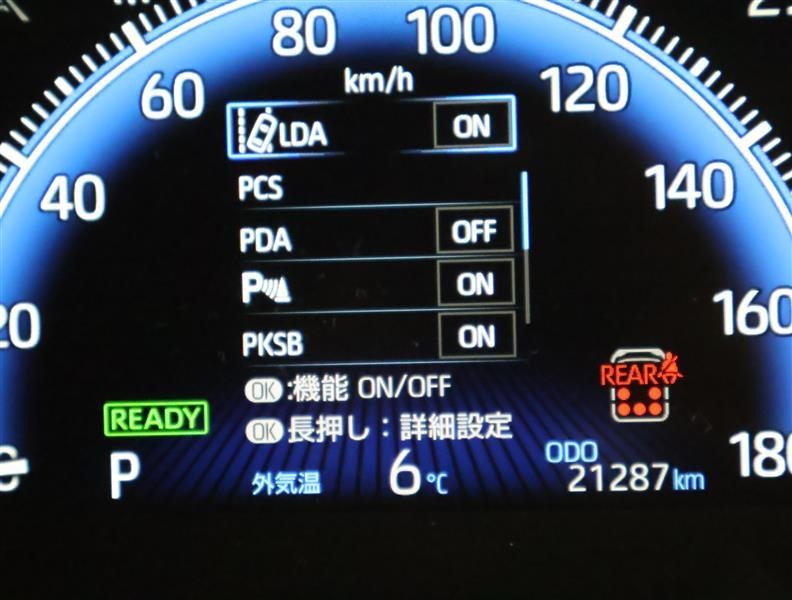 80 100
km/h
60 120
LDA ON
40 PCS 140
PDA OFF
20 ON 160
PKSB ON
OK:機能 ON/OFF
REAR
READY OK長押し：詳細設定
P 外気温 6℃ ODO 21287km 180